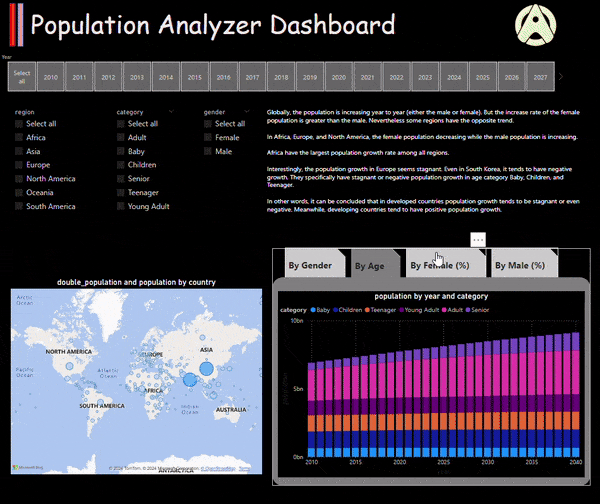 Population Analyzer Dashboard
Year
Select all 2010 2011 2012 2013 2014 2015 2016 2017 2018 2019 2020 2021 2022 2023 2024 2025 2026 2027
region
Select all
Africa
Asia
Europe
North America
Oceania
South America
category
Select all
Adult
Baby
Children
Senior
Teenager
Young Adult
gender
Select all
Female
Male
Globally, the population is increasing year to year (either the male or female). But the increase rate of the female
population is greater than the male. Nevertheless some regions have the opposite trend.
In Africa, Europe, and North America, the female population decreasing while the male population is increasing.
Africa have the largest population growth rate among all regions.
Interestingly, the population growth in Europe seems stagnant. Even in South Korea, it tends to have negative
growth. They specifically have stagnant or negative population growth in age category Baby, Children, and
Teenager.
In other words, it can be concluded that in developed countries population growth tends to be stagnant or even
negative. Meanwhile, developing countries tend to have positive population growth.
By Gender By Age By Female (%) By Male (%)
double_population and population by country
Arctic Ocean
Arctic Ocean
NORTH AMERICA
EUROPE
ASIA
Pacific Ocean
Atlantic Ocean
AFRICA
SOUTH AMERICA
Indian Ocean
AUSTRALIA
ANTARCTICA
Microsoft Bing
© 2024 TomTom, © 2024 Microsoft Corporation, © OpenStreetMap Terms
population by year and category
category Baby Children Teenager Young Adult Adult Senior
10bn
5bn
0bn
population
2010 2015 2020 2025 2030 2035 2040
year